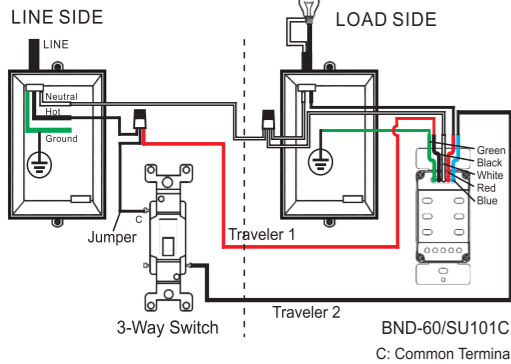 LINE SIDE
LOAD SIDE
LINE
Neutral
Hot
Ground
Green
Black
White
Red
Blue
C
Jumper
Traveler 1
Traveler 2
3-Way Switch
BND-60/SU101C
C: Common Termina